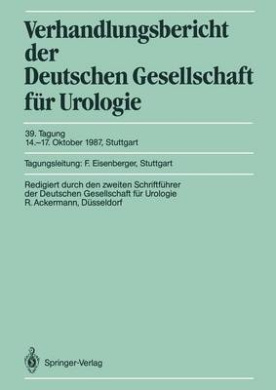 Verhandlungsbericht
der
Deutschen Gesellschaft
für Urologie
39. Tagung
14.–17. Oktober 1987, Stuttgart
Tagungsleitung: F. Eisenberger, Stuttgart
Redigiert durch den zweiten Schriftführer
der Deutschen Gesellschaft für Urologie
R. Ackermann, Düsseldorf
Springer-Verlag